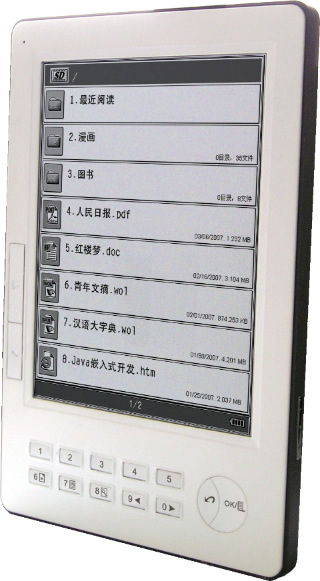 SD /
1.最近阅读
2.漫画
0目录, 36文件
3.图书
0目录, 8文件
4.人民日报.pdf
03/06/2007, 1.232 MB
5.红楼梦.doc
02/16/2007, 3.104 MB
6.青年文摘.wol
02/01/2007, 874.263 KB
7.汉语大字典.wol
01/30/2007, 4.201 MB
8.Java嵌入式开发.htm
01/25/2007, 2.037 MB
1/2
1 2 3 4 5
6 7 8 9 0
OK/